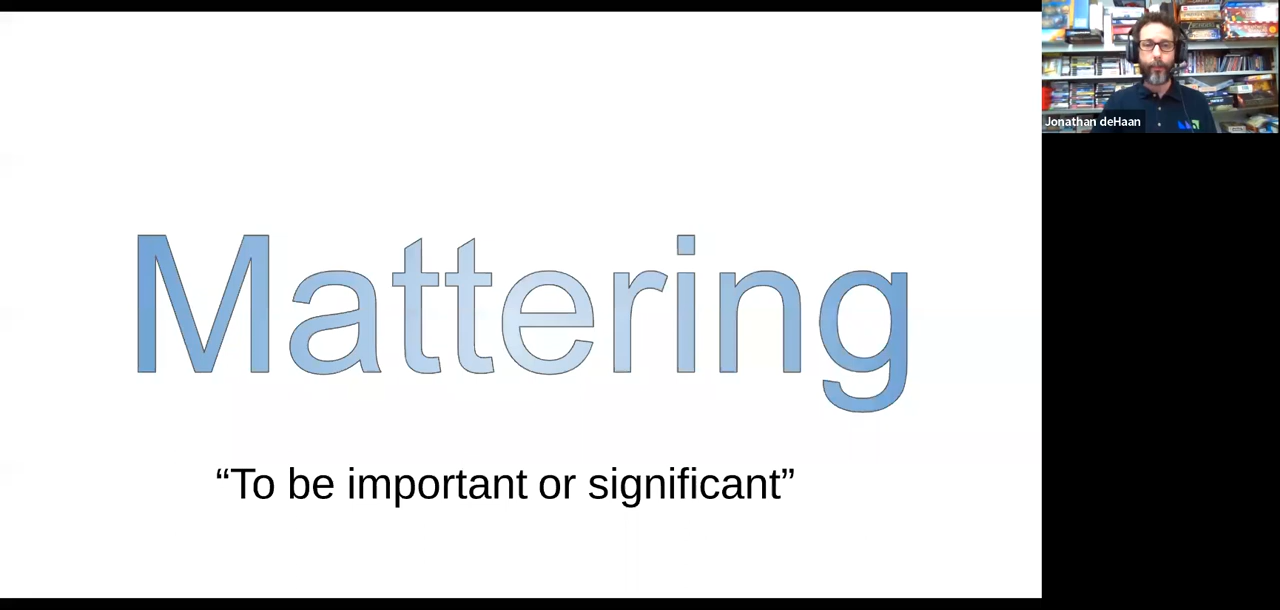 Mattering
“To be important or significant”
Jonathan deHaan